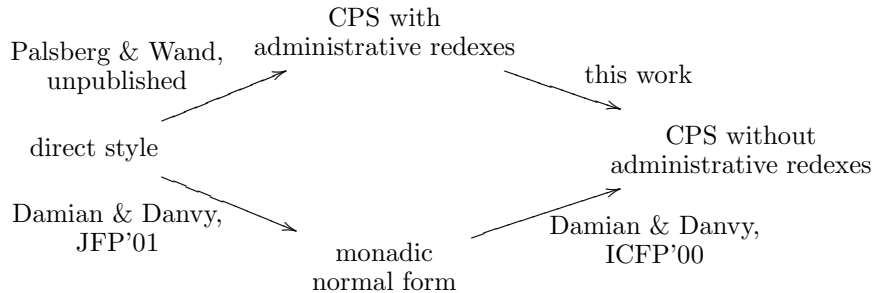 CPS with
administrative redexes
Palsberg & Wand,
unpublished
this work
direct style
CPS without
administrative redexes
Damian & Danvy,
JFP'01
Damian & Danvy,
ICFP'00
monadic
normal form